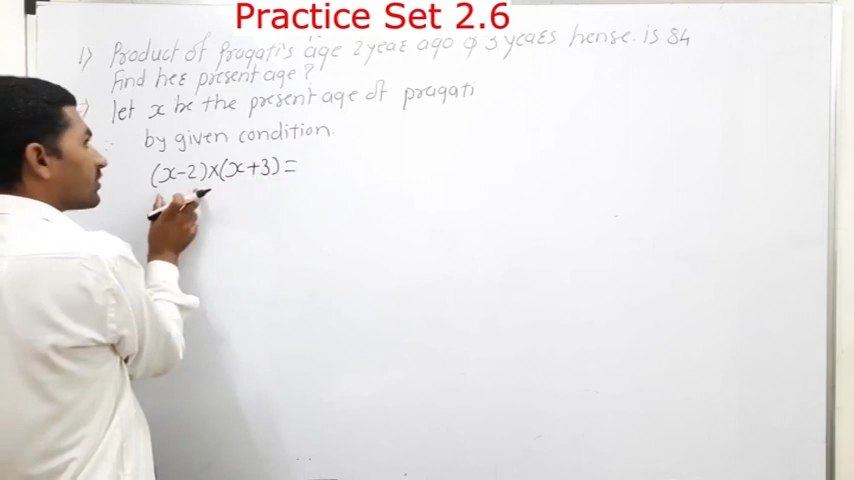 Practice Set 2.6
1) Product of Pragati's age 2 year ago & 3 years hense. is 84
Find her present age?
let x be the present age of pragati
by given condition.
(x-2)x(x+3)=